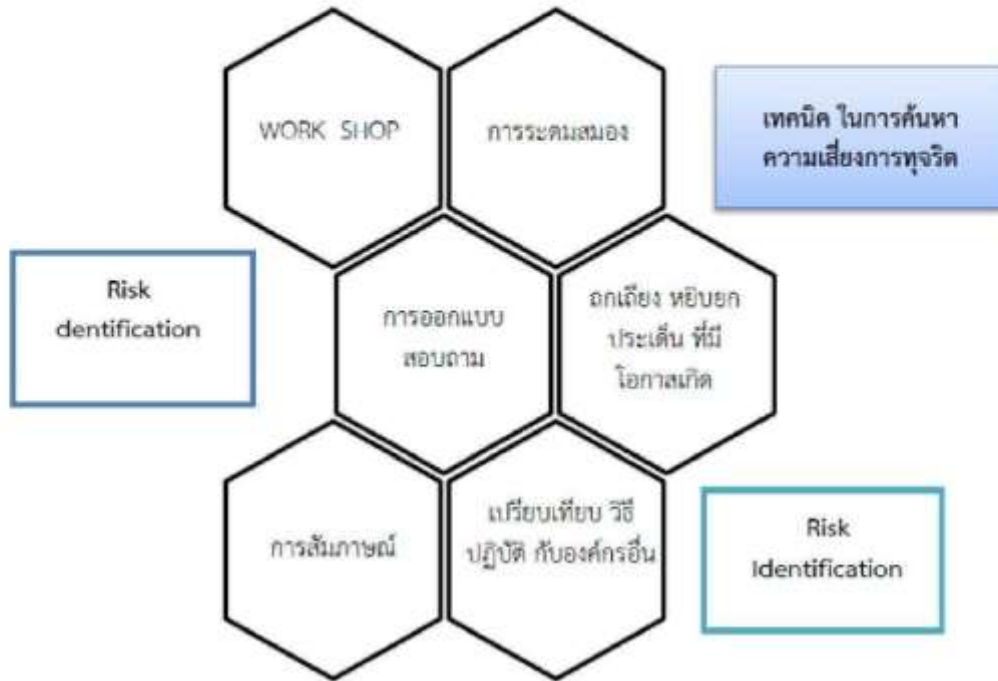 WORK SHOP
การระดมสมอง
เทคนิค ในการค้นหา
ความเสี่ยงการทุจริต
Risk
dentification
การออกแบบ
สอบถาม
ถกเถียง หยิบยก
ประเด็น ที่มี
โอกาสเกิด
การสัมภาษณ์
เปรียบเทียบ วิธี
ปฏิบัติ กับองค์กรอื่น
Risk
Identification